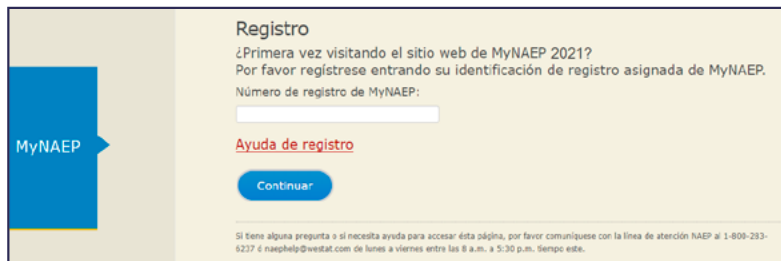 Registro
¿Primera vez visitando el sitio web de MyNAEP 2021?
Por favor regístrese entrando su identificación de registro asignada de MyNAEP.
Número de registro de MyNAEP:
MyNAEP
Ayuda de registro
Continuar
Si tiene alguna pregunta o si necesita ayuda para accesar ésta página, por favor comuníquese con la línea de atención NAEP al 1-800-283-
6237 ó naephelp@westat.com de lunes a viernes entre las 8 a.m. a 5:30 p.m. tiempo este.